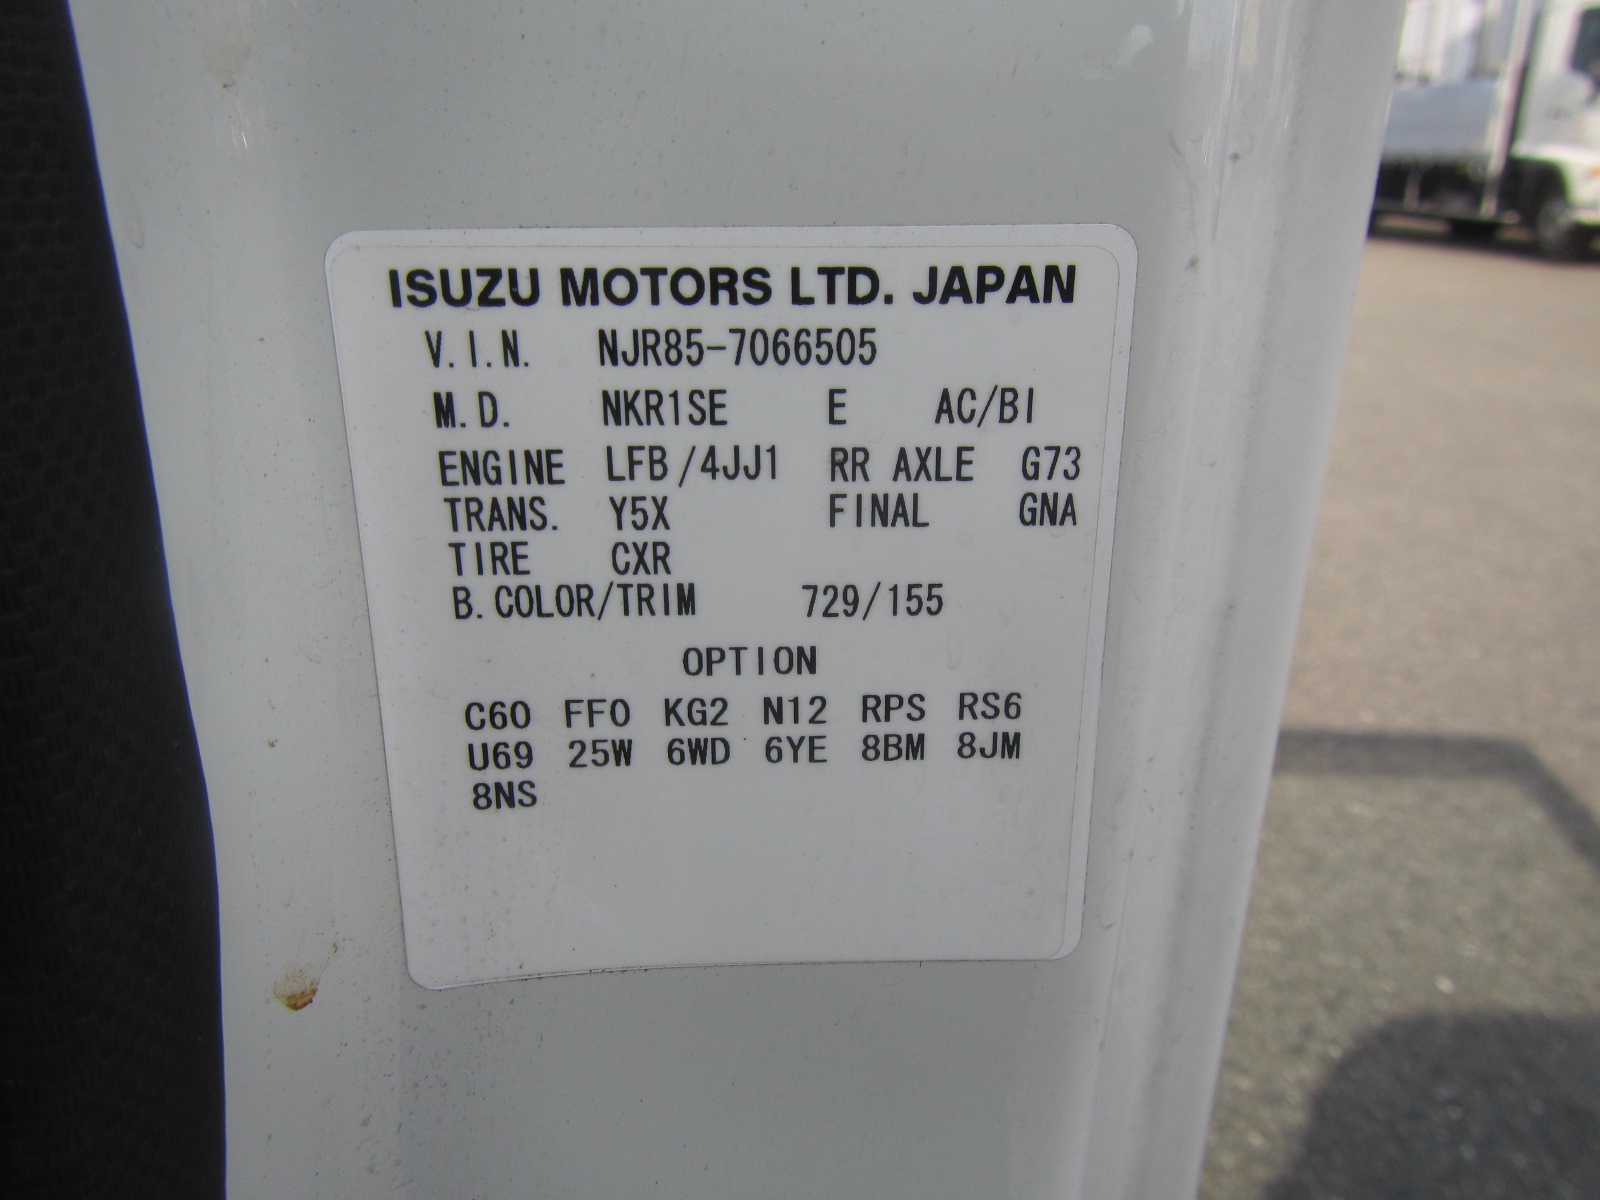 ISUZU MOTORS LTD. JAPAN
V.I.N. NJR85-7066505
M.D. NKR1SE E AC/BI
ENGINE LFB/4JJ1 RR AXLE G73
TRANS. Y5X FINAL GNA
TIRE CXR
B.COLOR/TRIM 729/155
OPTION
C60 FF0 KG2 N12 RPS RS6
U69 25W 6WD 6YE 8BM 8JM
8NS